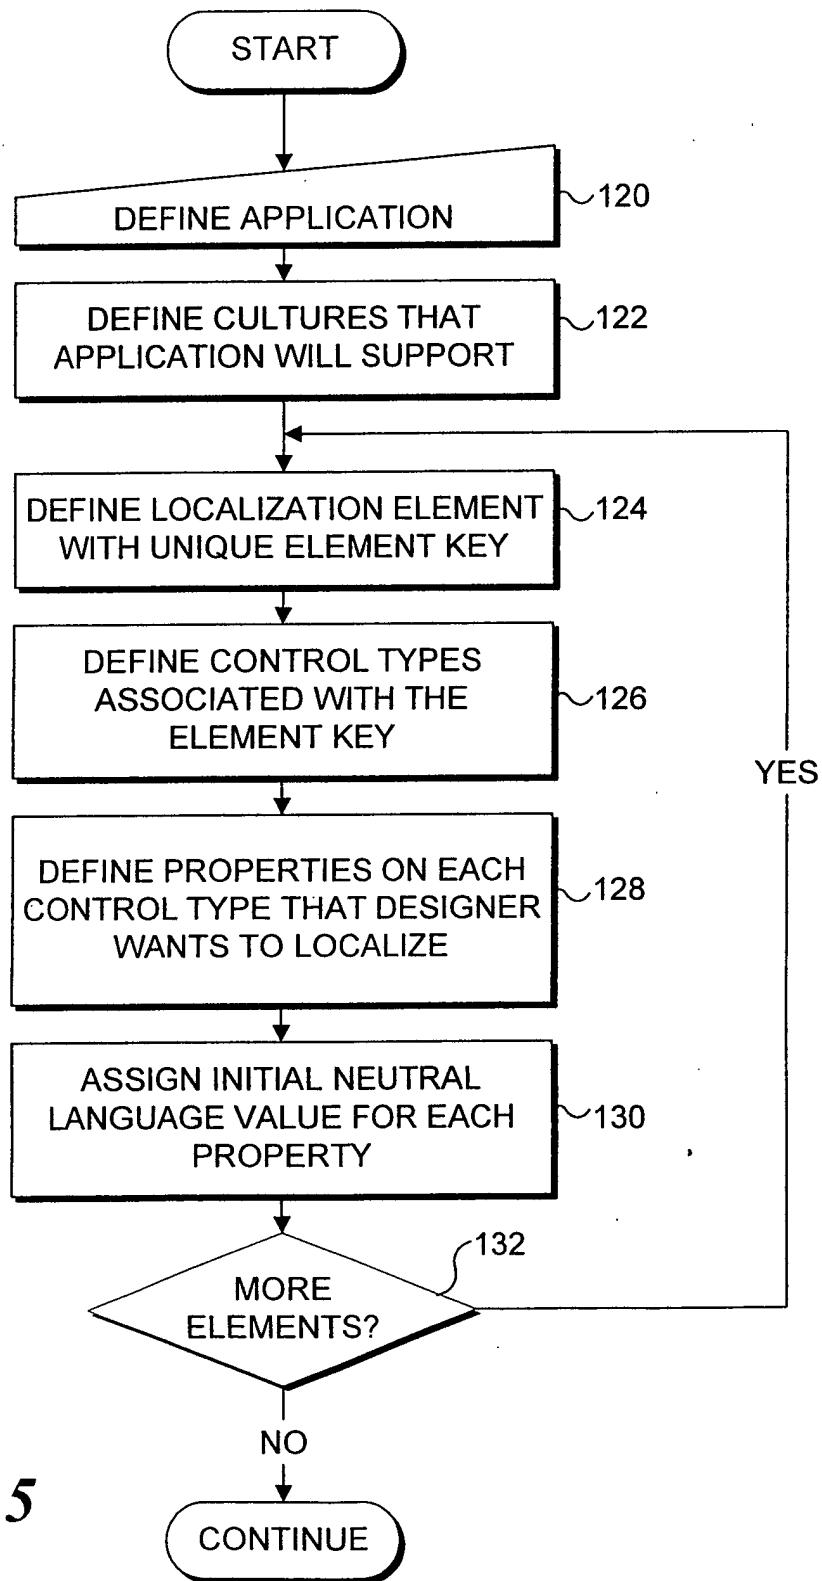 START
DEFINE APPLICATION
120
DEFINE CULTURES THAT
APPLICATION WILL SUPPORT
122
DEFINE LOCALIZATION ELEMENT
WITH UNIQUE ELEMENT KEY
124
DEFINE CONTROL TYPES
ASSOCIATED WITH THE
ELEMENT KEY
126
YES
DEFINE PROPERTIES ON EACH
CONTROL TYPE THAT DESIGNER
WANTS TO LOCALIZE
128
ASSIGN INITIAL NEUTRAL
LANGUAGE VALUE FOR EACH
PROPERTY
130
MORE
ELEMENTS?
132
NO
5
CONTINUE